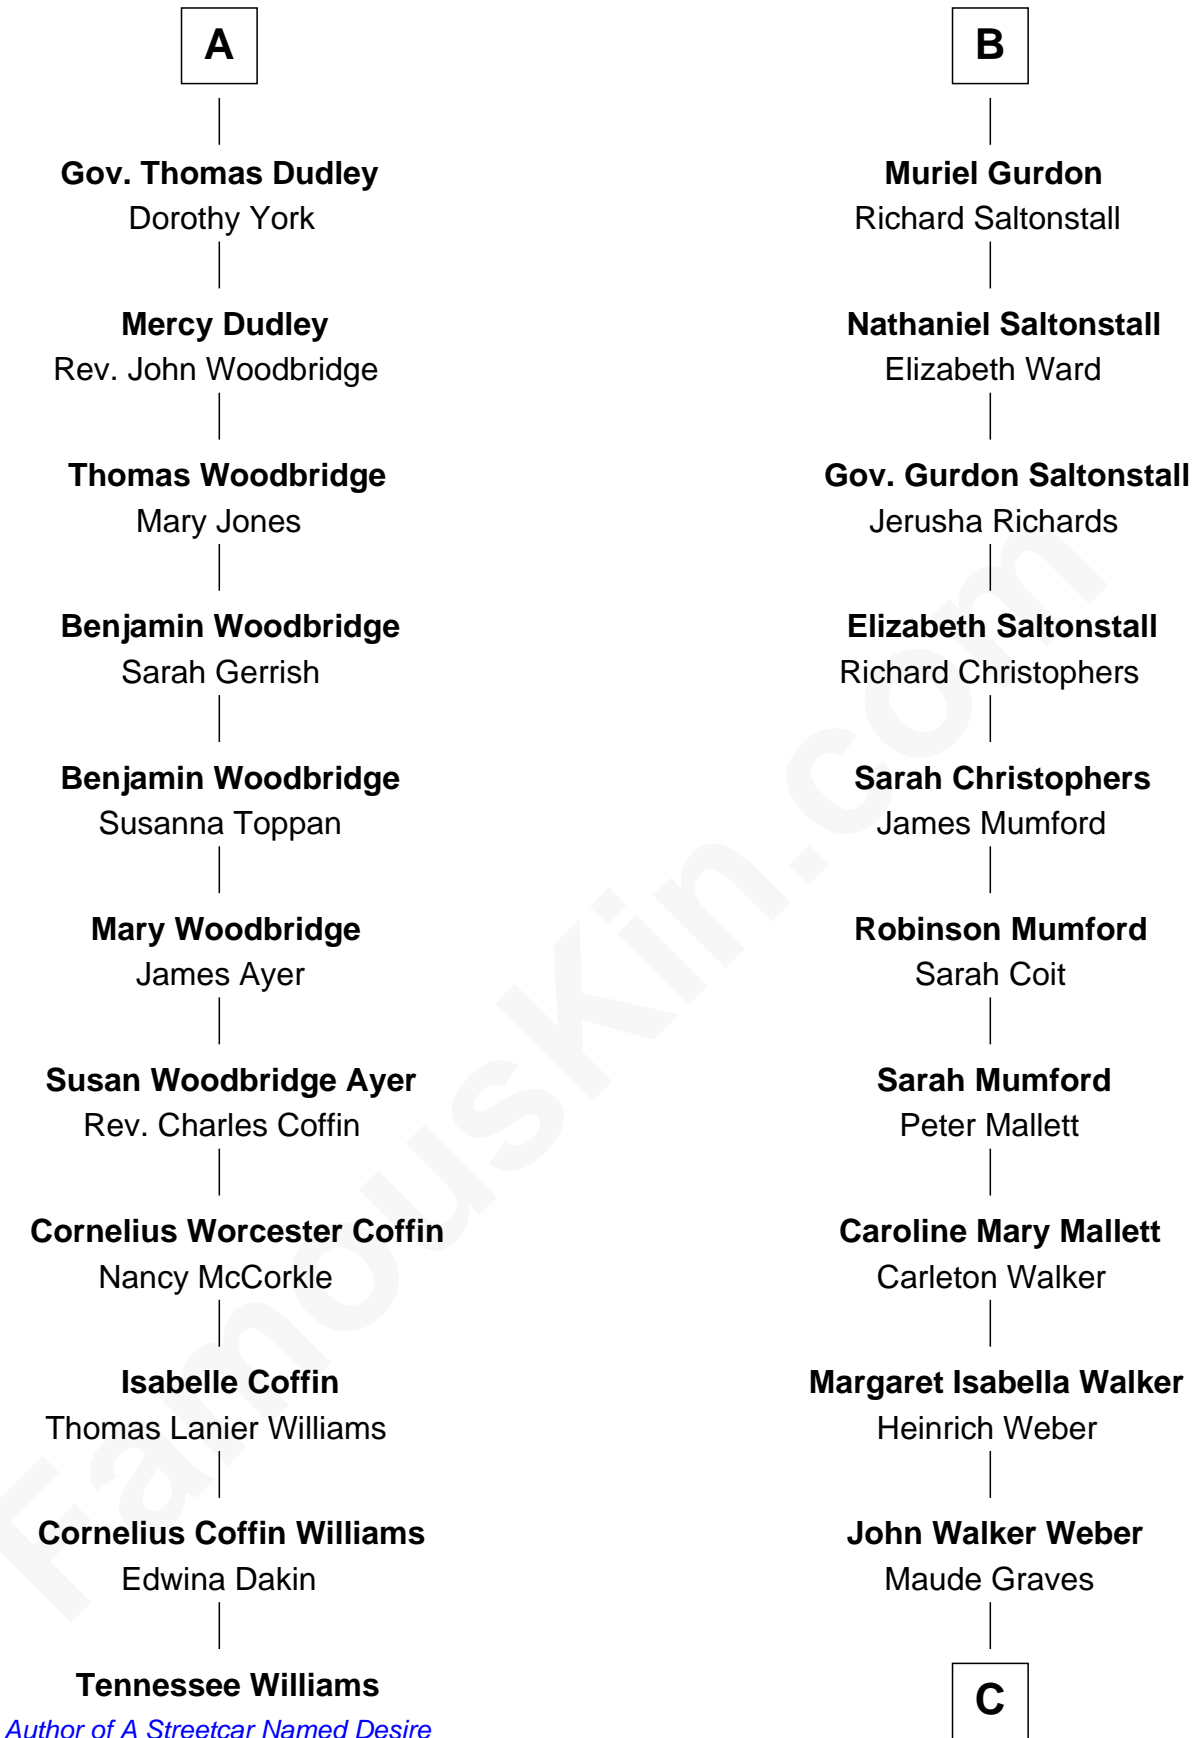 A
Gov. Thomas Dudley
Dorothy York
Mercy Dudley
Rev. John Woodbridge
Thomas Woodbridge
Mary Jones
Benjamin Woodbridge
Sarah Gerrish
Benjamin Woodbridge
Susanna Toppan
Mary Woodbridge
James Ayer
Susan Woodbridge Ayer
Rev. Charles Coffin
Cornelius Worcester Coffin
Nancy McCorkle
Isabelle Coffin
Thomas Lanier Williams
Cornelius Coffin Williams
Edwina Dakin
Tennessee Williams
Author of A Streetcar Named Desire
B
Muriel Gurdon
Richard Saltonstall
Nathaniel Saltonstall
Elizabeth Ward
Gov. Gurdon Saltonstall
Jerusha Richards
Elizabeth Saltonstall
Richard Christophers
Sarah Christophers
James Mumford
Robinson Mumford
Sarah Coit
Sarah Mumford
Peter Mallett
Caroline Mary Mallett
Carleton Walker
Margaret Isabella Walker
Heinrich Weber
John Walker Weber
Maude Graves
C
FamousKin.com